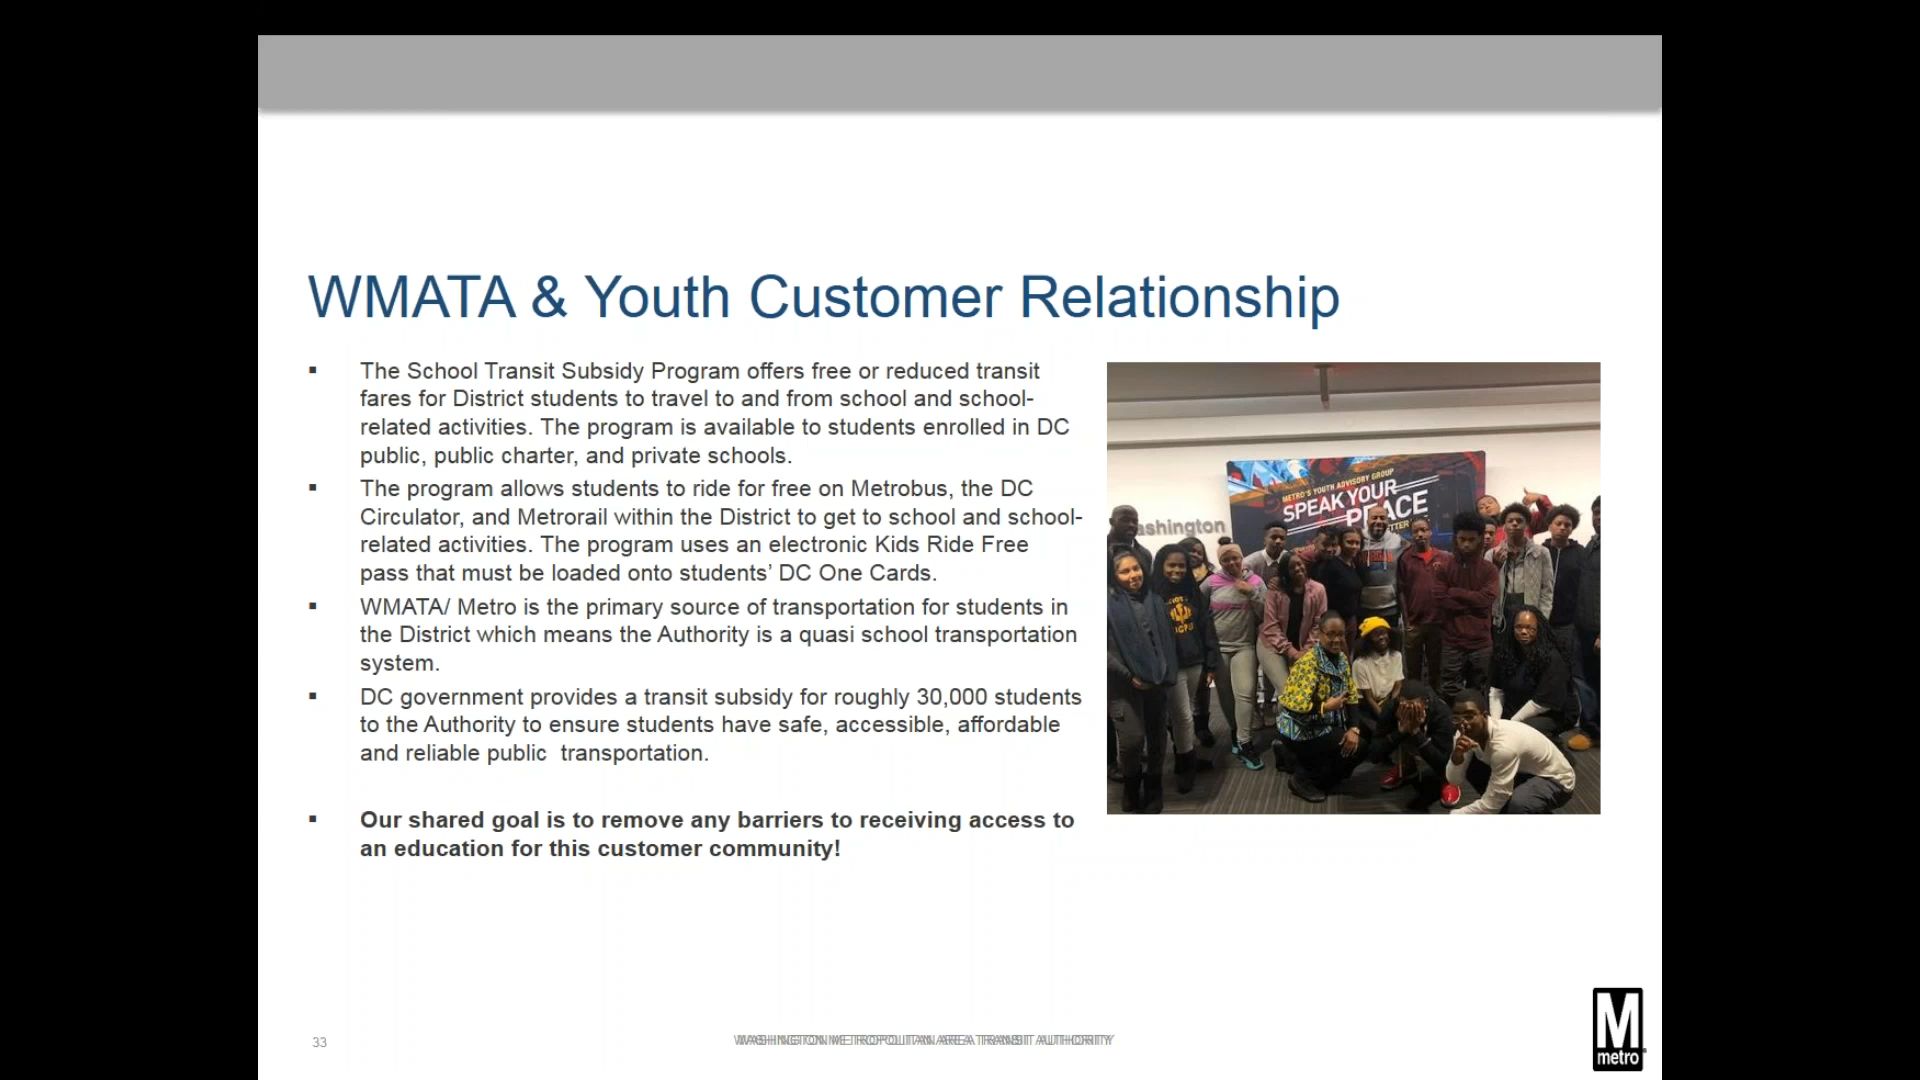 WMATA & Youth Customer Relationship
▪ The School Transit Subsidy Program offers free or reduced transit
fares for District students to travel to and from school and school-
related activities. The program is available to students enrolled in DC
public, public charter, and private schools.
▪ The program allows students to ride for free on Metrobus, the DC
Circulator, and Metrorail within the District to get to school and school-
related activities. The program uses an electronic Kids Ride Free
pass that must be loaded onto students’ DC One Cards.
▪ WMATA/ Metro is the primary source of transportation for students in
the District which means the Authority is a quasi school transportation
system.
▪ DC government provides a transit subsidy for roughly 30,000 students
to the Authority to ensure students have safe, accessible, affordable
and reliable public  transportation.
▪ Our shared goal is to remove any barriers to receiving access to
an education for this customer community!
METRO'S YOUTH ADVISORY GROUP
SPEAK YOUR
PEACE
ashington
33
WASHINGTON METROPOLITAN AREA TRANSIT AUTHORITY
M
metro